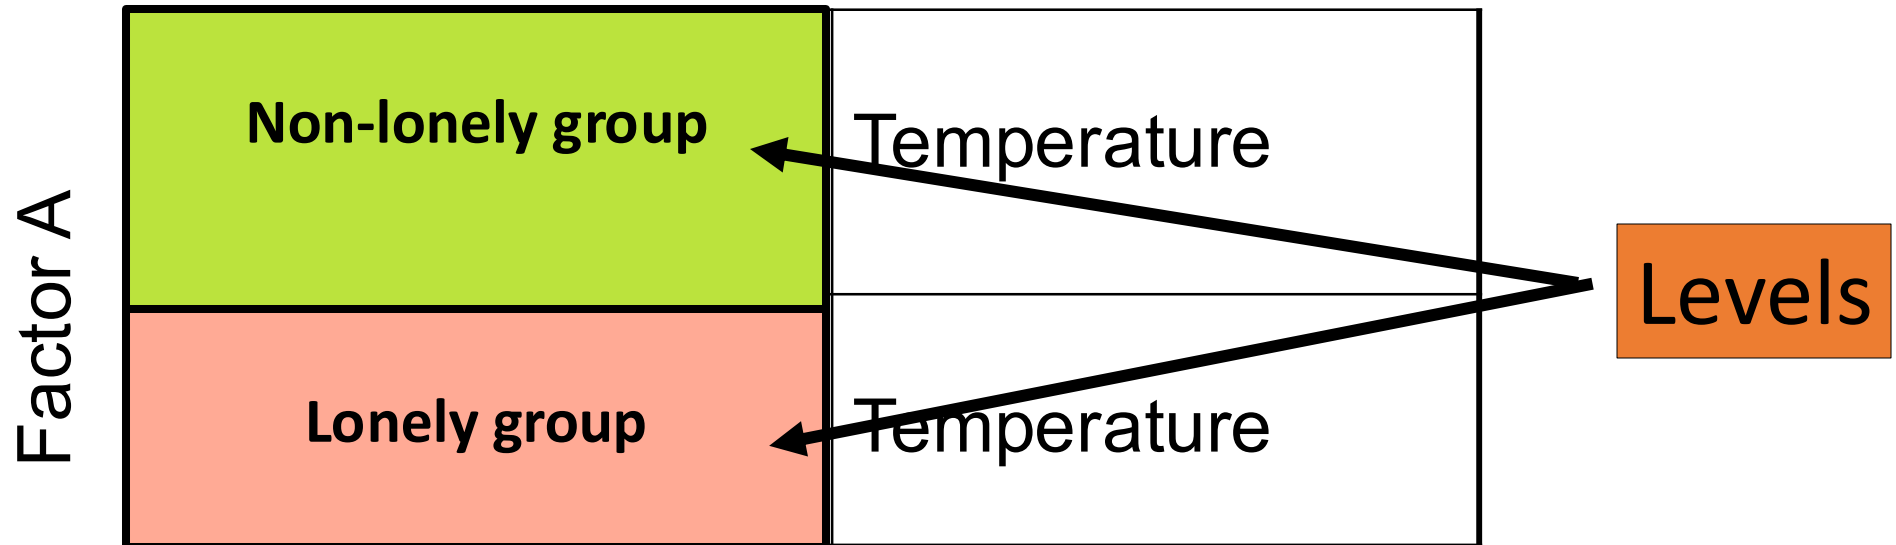 Factor A
Non-lonely group
Temperature
Levels
Lonely group
Temperature